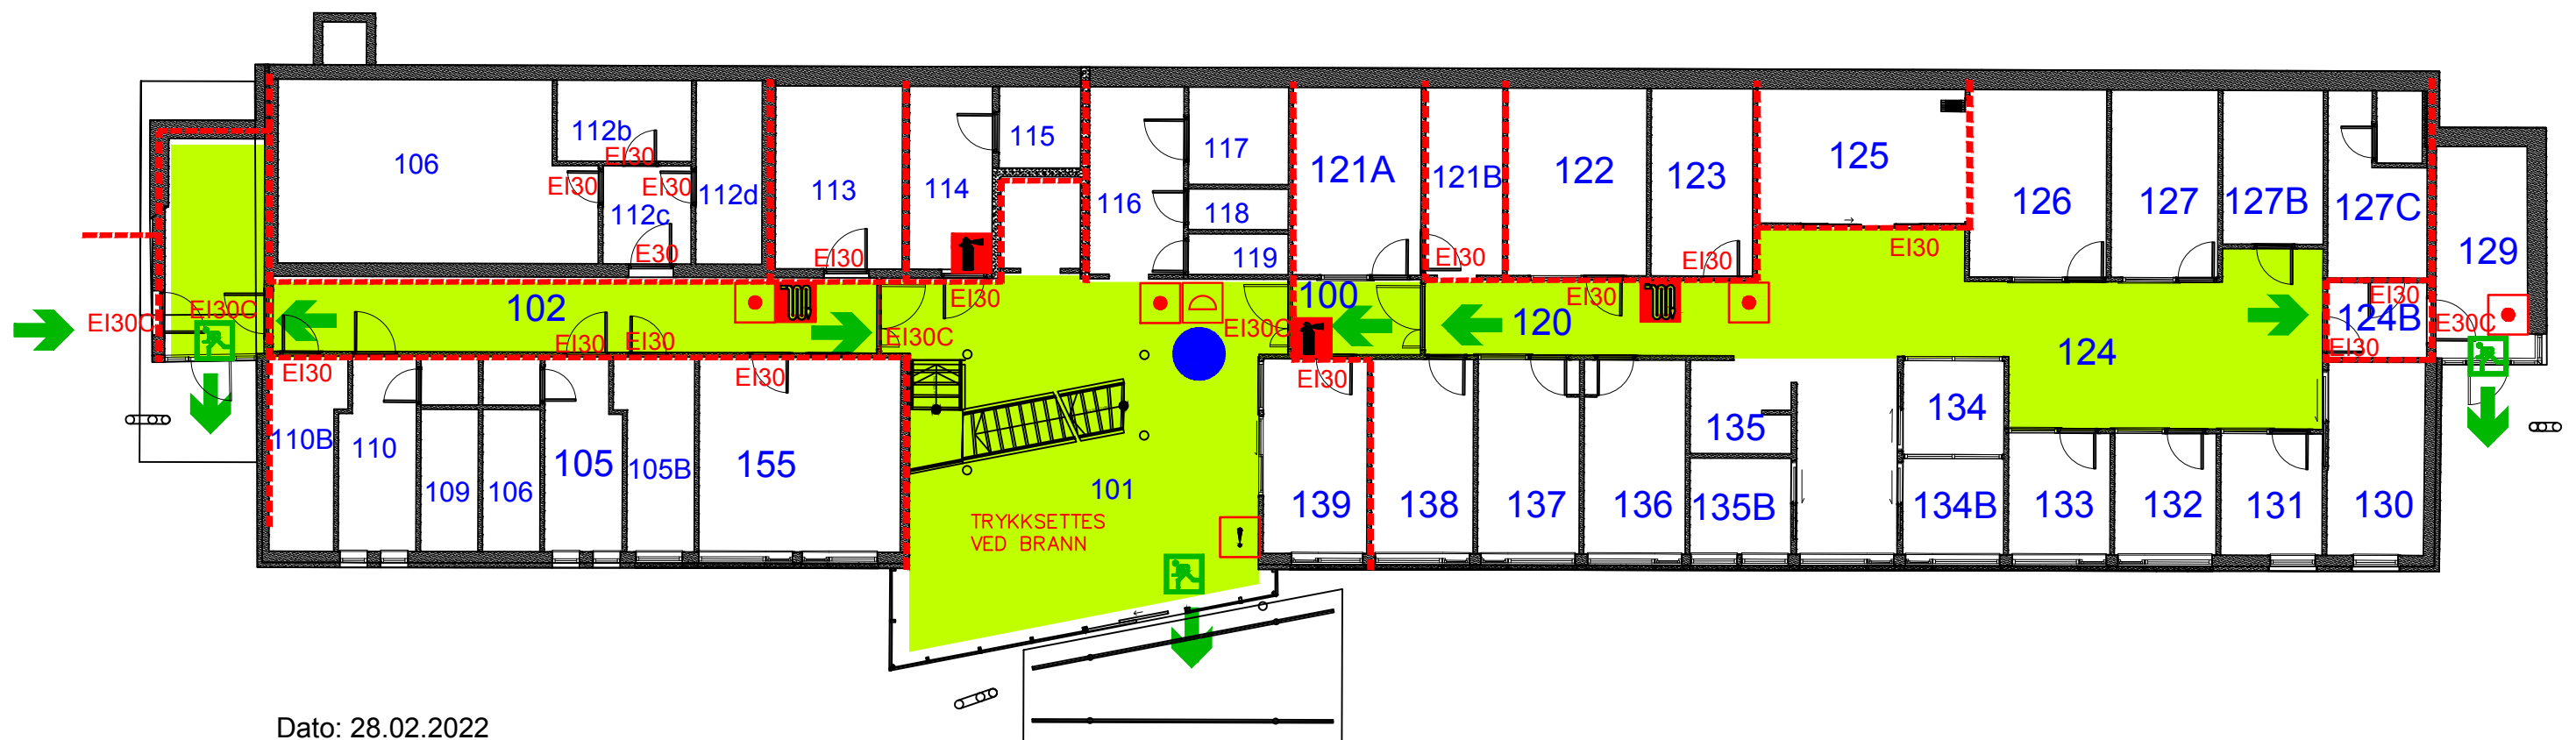 112b
EI30
106
115
117
121A
121B
122
123
125
126
127
127B
127C
EI30
EI30
112d
113
114
116
118
112c
129
EI30
EI30
EI30
EI30
EI30
119
EI30C
EI30C
102
EI30
100
EI30
120
EI30
124B
EI30C
EI30
EI30
EI30C
EI30C
124
EI30
E30C
EI30
EI30
EI30
134
110B
110
105
105B
155
135
109
106
101
139
138
137
136
135B
134B
133
132
131
130
TRYKKSETTES
VED BRANN
!
Dato: 28.02.2022